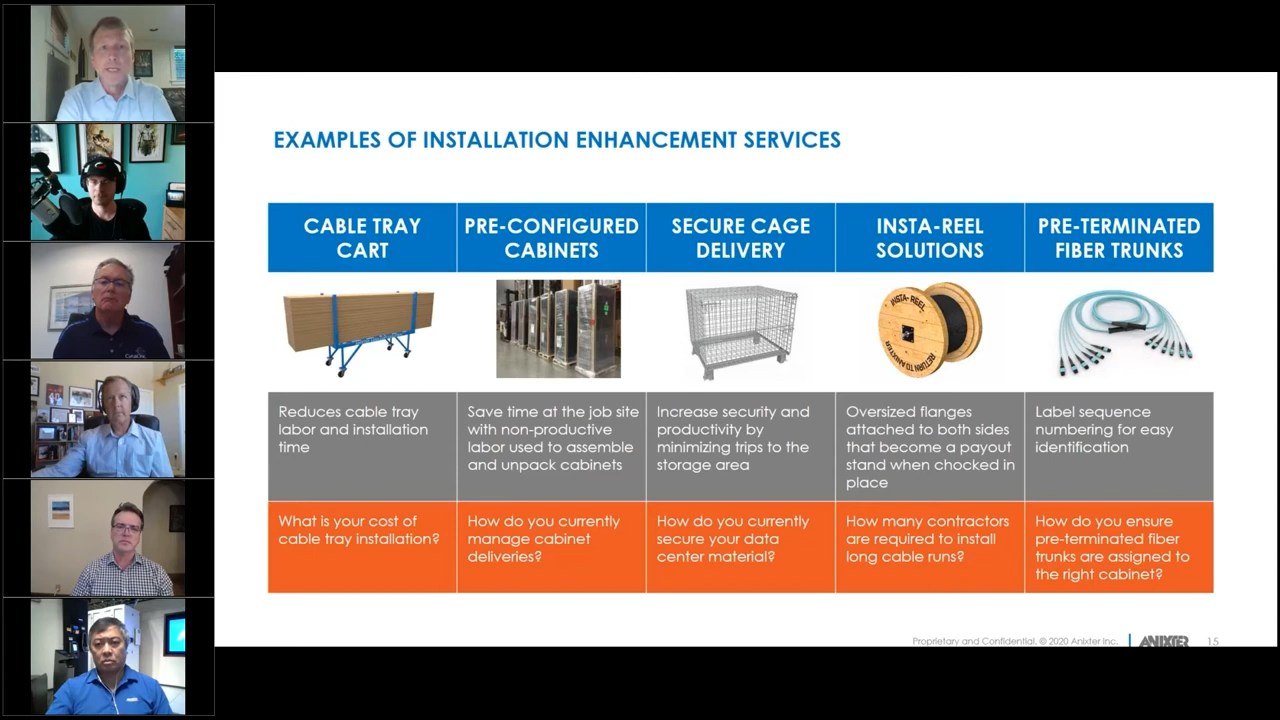 EXAMPLES OF INSTALLATION ENHANCEMENT SERVICES
CABLE TRAY
CART
PRE-CONFIGURED
CABINETS
SECURE CAGE
DELIVERY
INSTA-REEL
SOLUTIONS
PRE-TERMINATED
FIBER TRUNKS
INSTA-REEL
RETURN TO ANIXTER
Reduces cable tray
labor and installation
time
Save time at the job site
with non-productive
labor used to assemble
and unpack cabinets
Increase security and
productivity by
minimizing trips to the
storage area
Oversized flanges
attached to both sides
that become a payout
stand when chocked in
place
Label sequence
numbering for easy
identification
What is your cost of
cable tray installation?
How do you currently
manage cabinet
deliveries?
How do you currently
secure your data
center material?
How many contractors
are required to install
long cable runs?
How do you ensure
pre-terminated fiber
trunks are assigned to
the right cabinet?
Proprietary and Confidential. © 2020 Anixter Inc.
ANIXTER
15